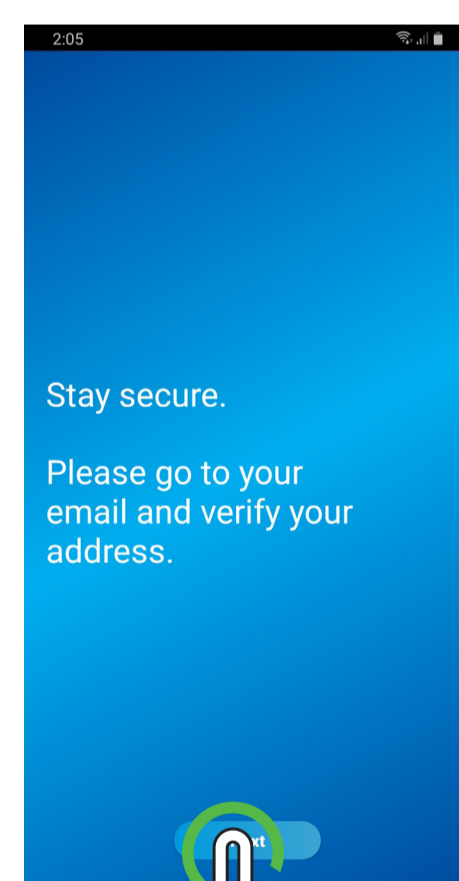 2:05
Stay secure.
Please go to your
email and verify your
address.